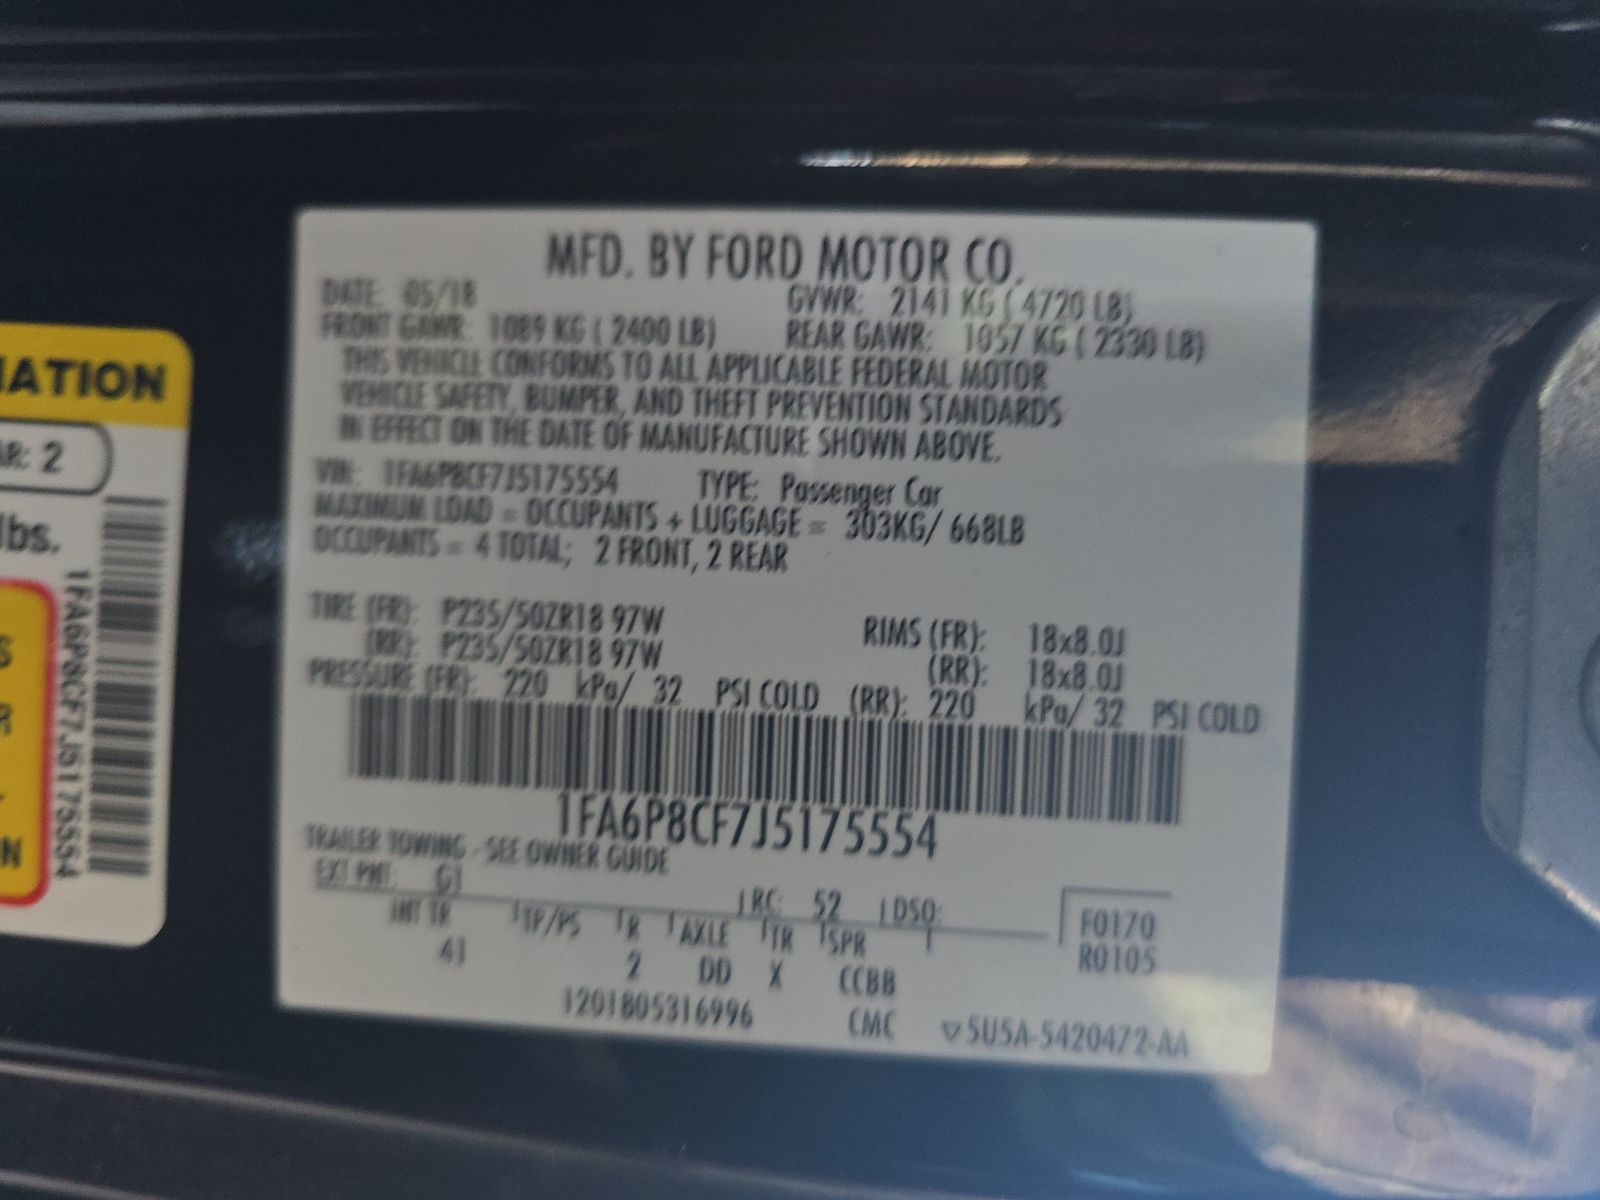 MFD. BY FORD MOTOR CO.
DATE: 05/18 GVWR: 2141 KG ( 4720 LB)
FRONT GAWR: 1089 KG ( 2400 LB) REAR GAWR: 1057 KG ( 2330 LB)
THIS VEHICLE CONFORMS TO ALL APPLICABLE FEDERAL MOTOR
VEHICLE SAFETY, BUMPER, AND THEFT PREVENTION STANDARDS
IN EFFECT ON THE DATE OF MANUFACTURE SHOWN ABOVE.
VIN: 1FA6P8CF7J5175554 TYPE: Passenger Car
MAXIMUM LOAD = OCCUPANTS + LUGGAGE = 303KG/ 668LB
OCCUPANTS = 4 TOTAL; 2 FRONT, 2 REAR
TIRE (FR): P235/50ZR18 97W RIMS (FR): 18x8.0J
(RR): P235/50ZR18 97W (RR): 18x8.0J
PRESSURE (FR): 220 kPa/ 32 PSI COLD (RR): 220 kPa/ 32 PSI COLD
1FA6P8CF7J5175554
TRAILER TOWING - SEE OWNER GUIDE
EXT PNT: G1 RC: 52 DSO:
INT TR TP/PS R AXLE TR SPR
41 2 DD X CCBB
F0170
R0105
1201805316996 CMC ▽5U5A-5420472-AA
MATION
AR: 2
lbs.
1FA6P8CF7J5175554
S
R
N